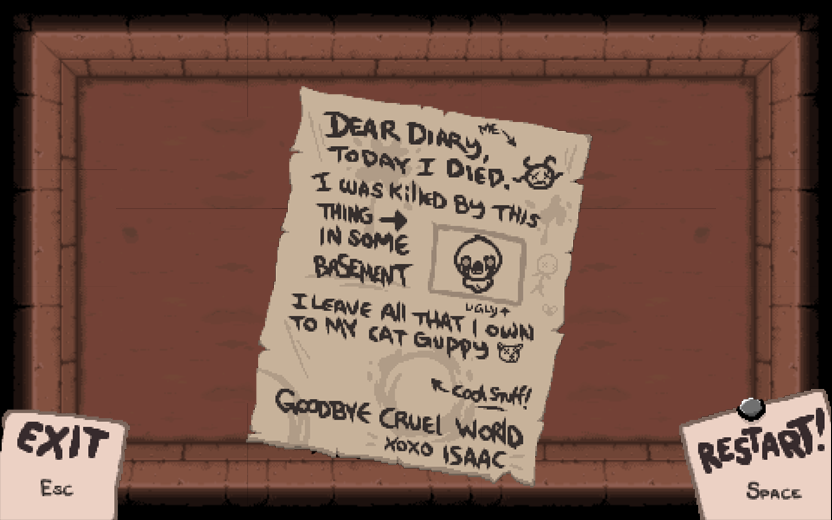 DEAR DIARY,
ME
TODAY I DIED.
I WAS KillED BY THIS
THING
IN SOME
BASEMENT
UGLY
I LEAVE All THAT I OWN
TO MY CAT GUPPY
Cool Stuff!
GOODBYE CRUEL WORLD
XOXO ISAAC
EXIT
ESC
RESTART!
SPACE